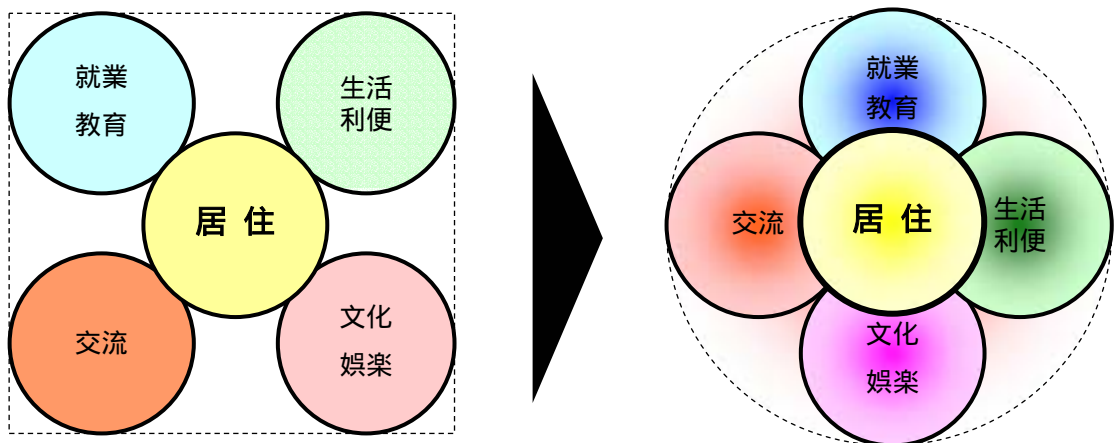 就業
教育
生活
利便
居 住
交流
文化
娯楽
就業
教育
交流
居 住
生活
利便
文化
娯楽